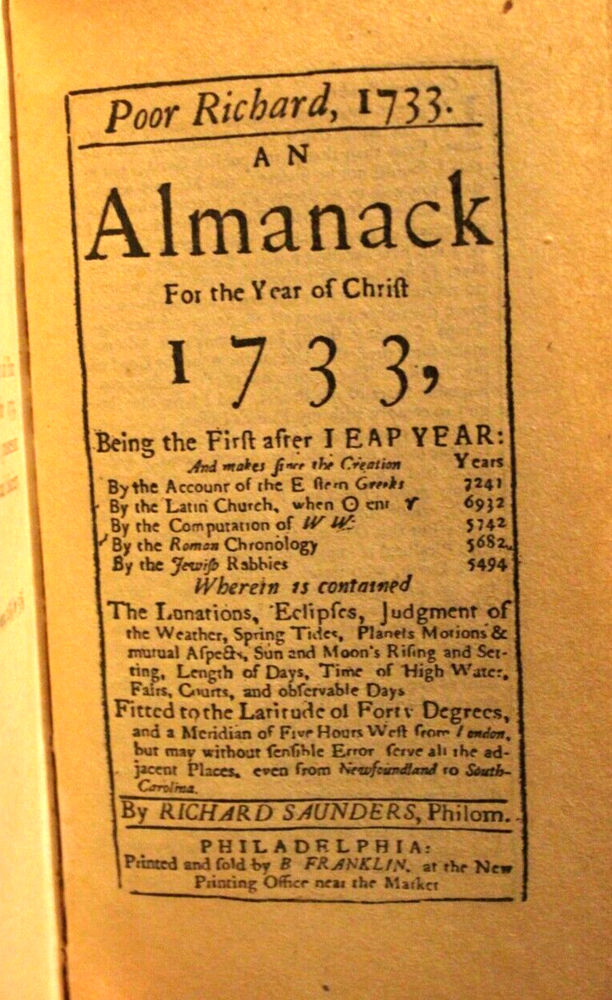 Poor Richard, 1733.
AN
Almanack
For the Year of Chriſt
1733,
Being the Firſt after LEAP YEAR:
And makes ſince the Creation Years
By the Account of the Eſtern Greeks 7241
By the Latin Church, when ☉ ent ♈ 6932
By the Computation of W W: 5742
By the Roman Chronology 5682
By the Jewiſh Rabbies 5494
Wherein is contained
The Lunations, Eclipſes, Judgment of
the Weather, Spring Tides, Planets Motions &
mutual Aſpects, Sun and Moon's Riſing and Set-
ting, Length of Days, Time of High Water,
Fairs, Courts, and obſervable Days
Fitted to the Latitude of Forty Degrees,
and a Meridian of Five Hours Weſt from London,
but may without ſenſible Error ſerve all the ad-
jacent Places, even from Newfoundland to South-
Carolina.
By RICHARD SAUNDERS, Philom.
PHILADELPHIA:
Printed and ſold by B FRANKLIN, at the New
Printing Office near the Market